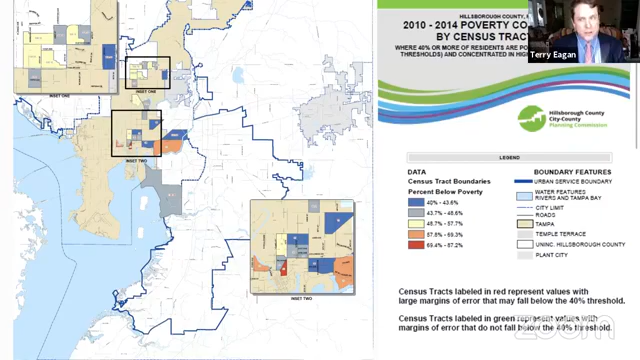 HILLSBOROUGH COUNTY,
2010 - 2014 POVERTY CO
BY CENSUS TRACT
WHERE 40% OR MORE OF RESIDENTS ARE PO
THRESHOLDS) AND CONCENTRATED IN HIGH
Terry Eagan
INSET ONE
INSET ONE
INSET TWO
INSET TWO
Hillsborough County
City-County
Planning Commission
LEGEND
DATA
Census Tract Boundaries
Percent Below Poverty
40% - 43.6%
43.7% - 48.6%
48.7% - 57.7%
57.8% - 69.3%
69.4% - 57.2%
BOUNDARY FEATURES
URBAN SERVICE BOUNDARY
WATER FEATURES
RIVERS AND TAMPA BAY
CITY LIMIT
ROADS
TAMPA
TEMPLE TERRACE
UNINC. HILLSBOROUGH COUNTY
PLANT CITY
Census Tracts labeled in red represent values with
large margins of error that may fall below the 40% threshold.
Census Tracts labeled in green represent values with
margins of error that do not fall below the 40% threshold.
zoom